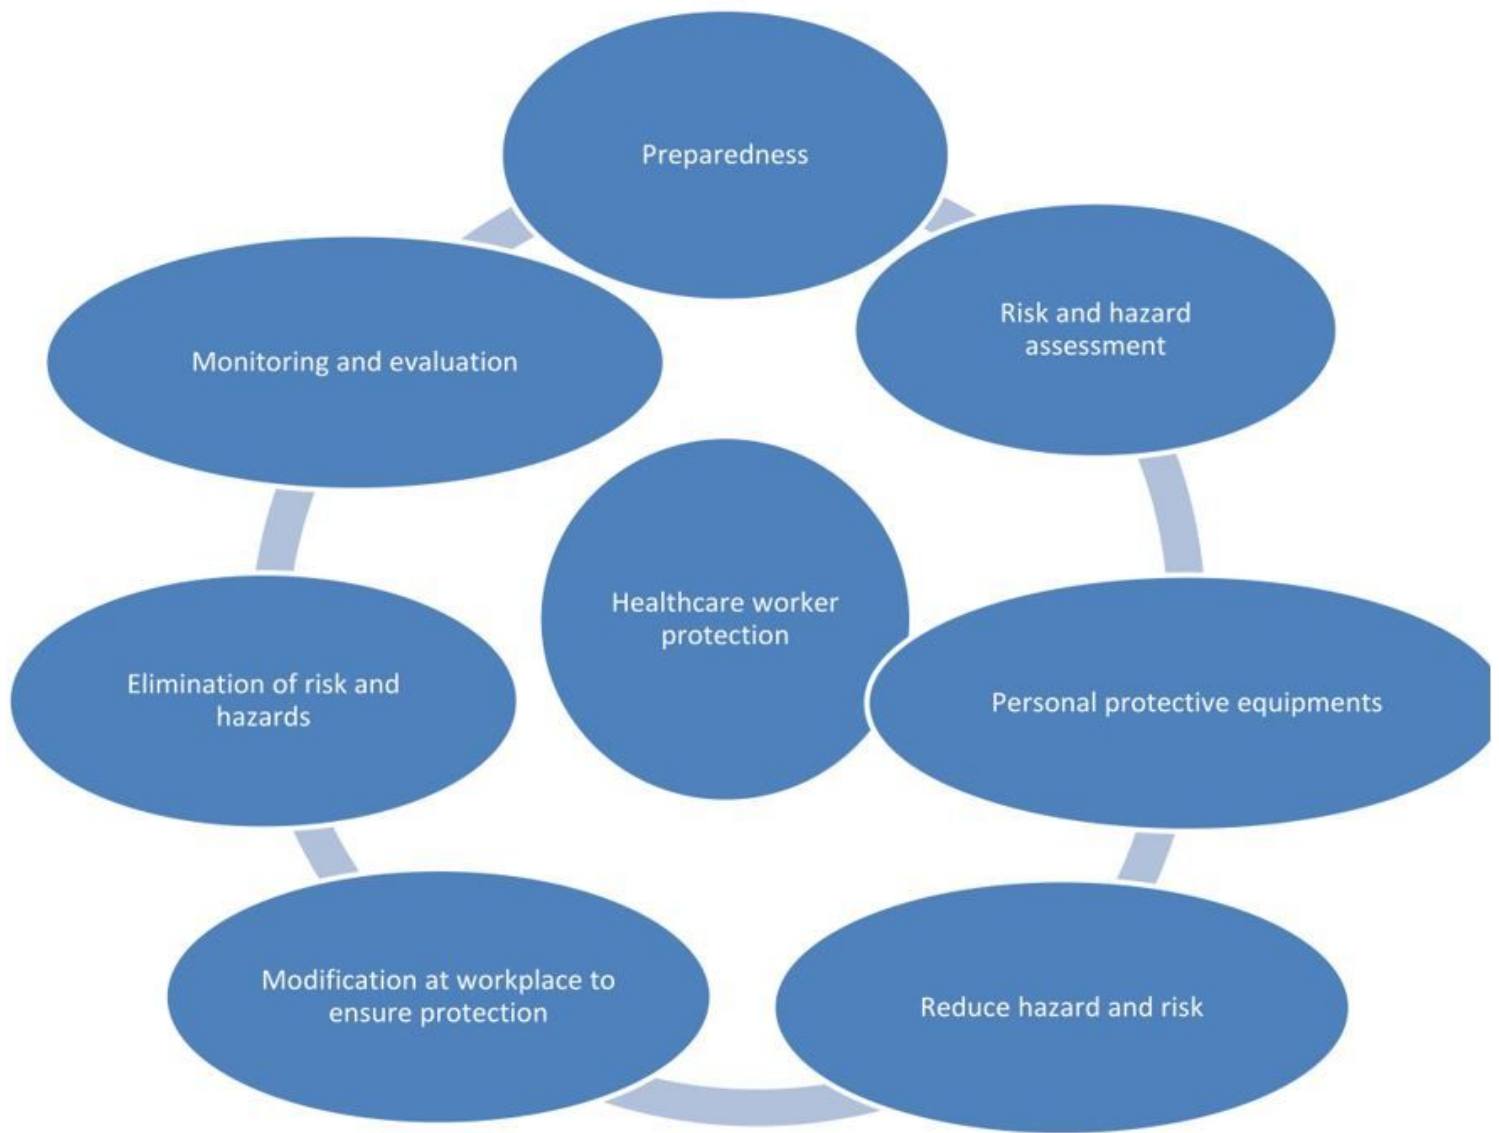 Preparedness
Risk and hazard
assessment
Monitoring and evaluation
Healthcare worker
protection
Personal protective equipments
Elimination of risk and
hazards
Modification at workplace to
ensure protection
Reduce hazard and risk